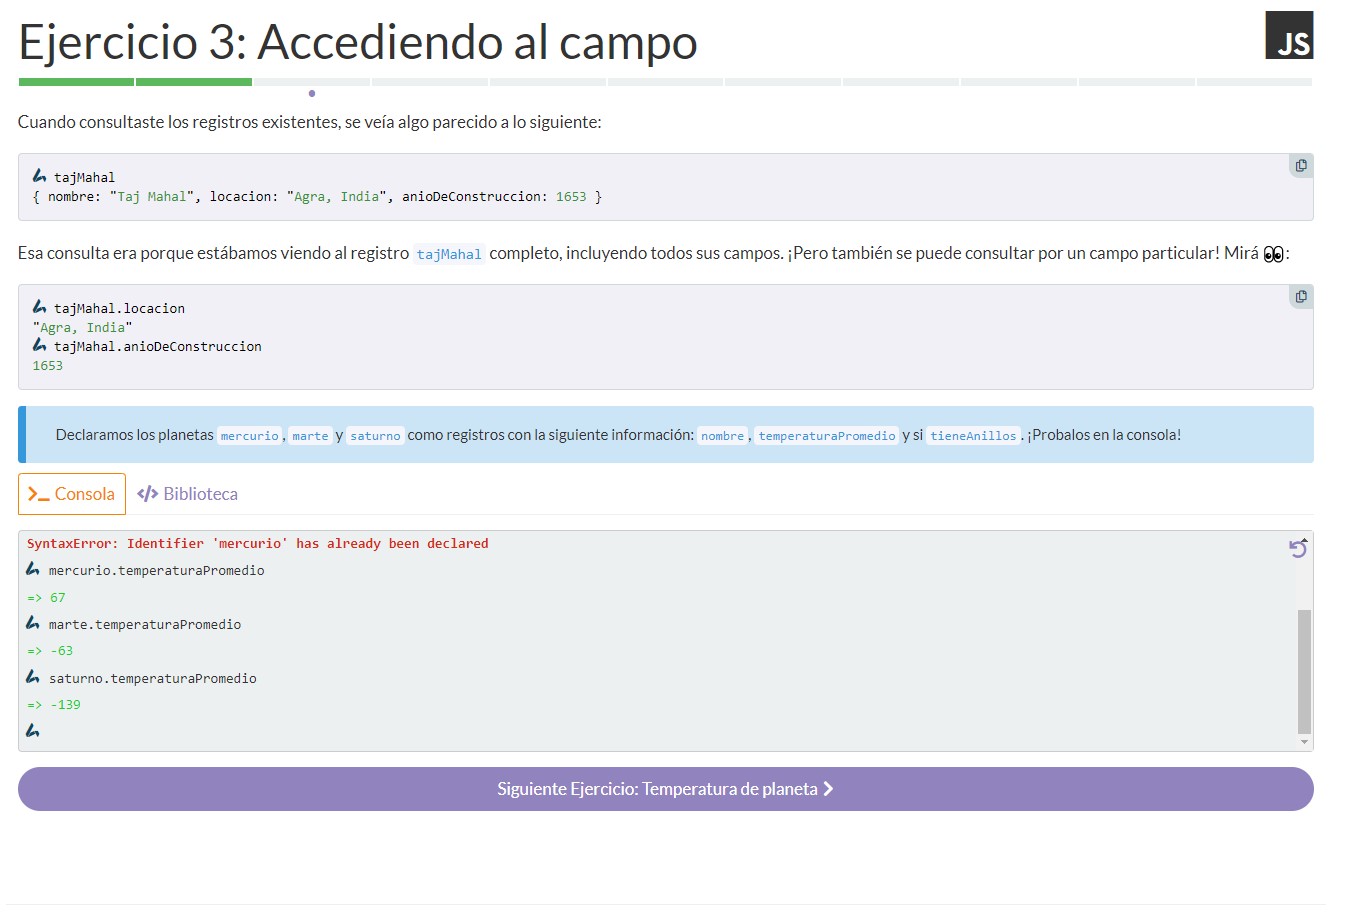 Ejercicio 3: Accediendo al campo
JS
Cuando consultaste los registros existentes, se veía algo parecido a lo siguiente:
tajMahal
{ nombre: "Taj Mahal", locacion: "Agra, India", anioDeConstruccion: 1653 }
Esa consulta era porque estábamos viendo al registro tajMahal completo, incluyendo todos sus campos. ¡Pero también se puede consultar por un campo particular! Mirá 👀:
tajMahal.locacion
"Agra, India"
tajMahal.anioDeConstruccion
1653
Declaramos los planetas mercurio, marte y saturno como registros con la siguiente información: nombre, temperaturaPromedio y si tieneAnillos. ¡Probalos en la consola!
>_ Consola </> Biblioteca
SyntaxError: Identifier 'mercurio' has already been declared
mercurio.temperaturaPromedio
=> 67
marte.temperaturaPromedio
=> -63
saturno.temperaturaPromedio
=> -139
Siguiente Ejercicio: Temperatura de planeta